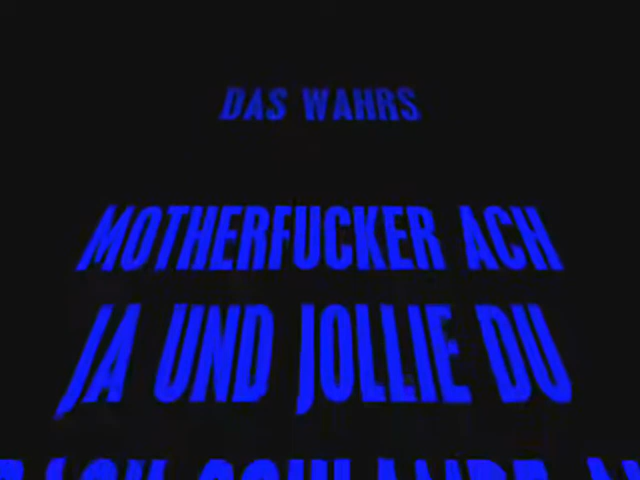 DAS WAHRS
MOTHERFUCKER ACH
JA UND JOLLIE DU